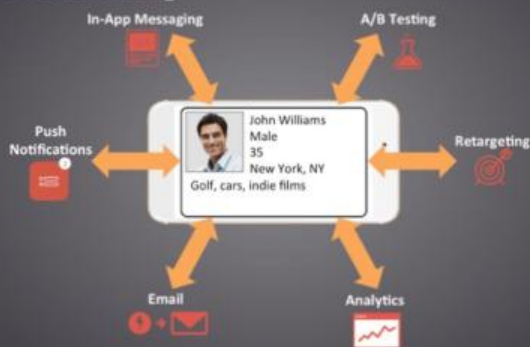 In-App Messaging
A/B Testing
Push
Notifications
John Williams
Male
35
New York, NY
Golf, cars, indie films
Retargeting
Email
Analytics